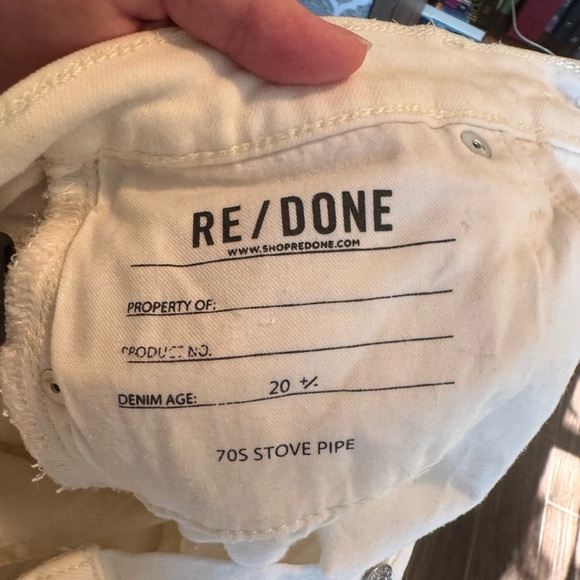 RE/DONE
WWW.SHOPREDONE.COM
PROPERTY OF:
PRODUCT NO.
DENIM AGE: 20 +/-
70S STOVE PIPE